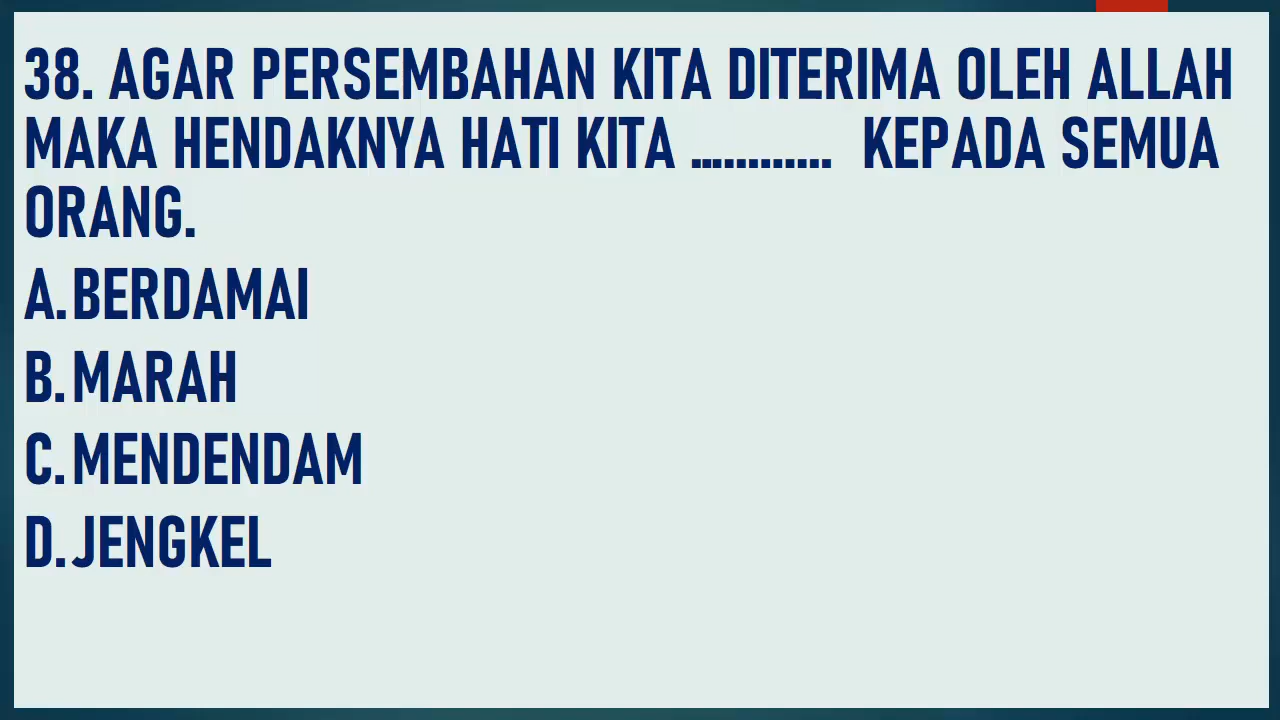 38. AGAR PERSEMBAHAN KITA DITERIMA OLEH ALLAH
MAKA HENDAKNYA HATI KITA ............ KEPADA SEMUA
ORANG.
A. BERDAMAI
B. MARAH
C. MENDENDAM
D. JENGKEL